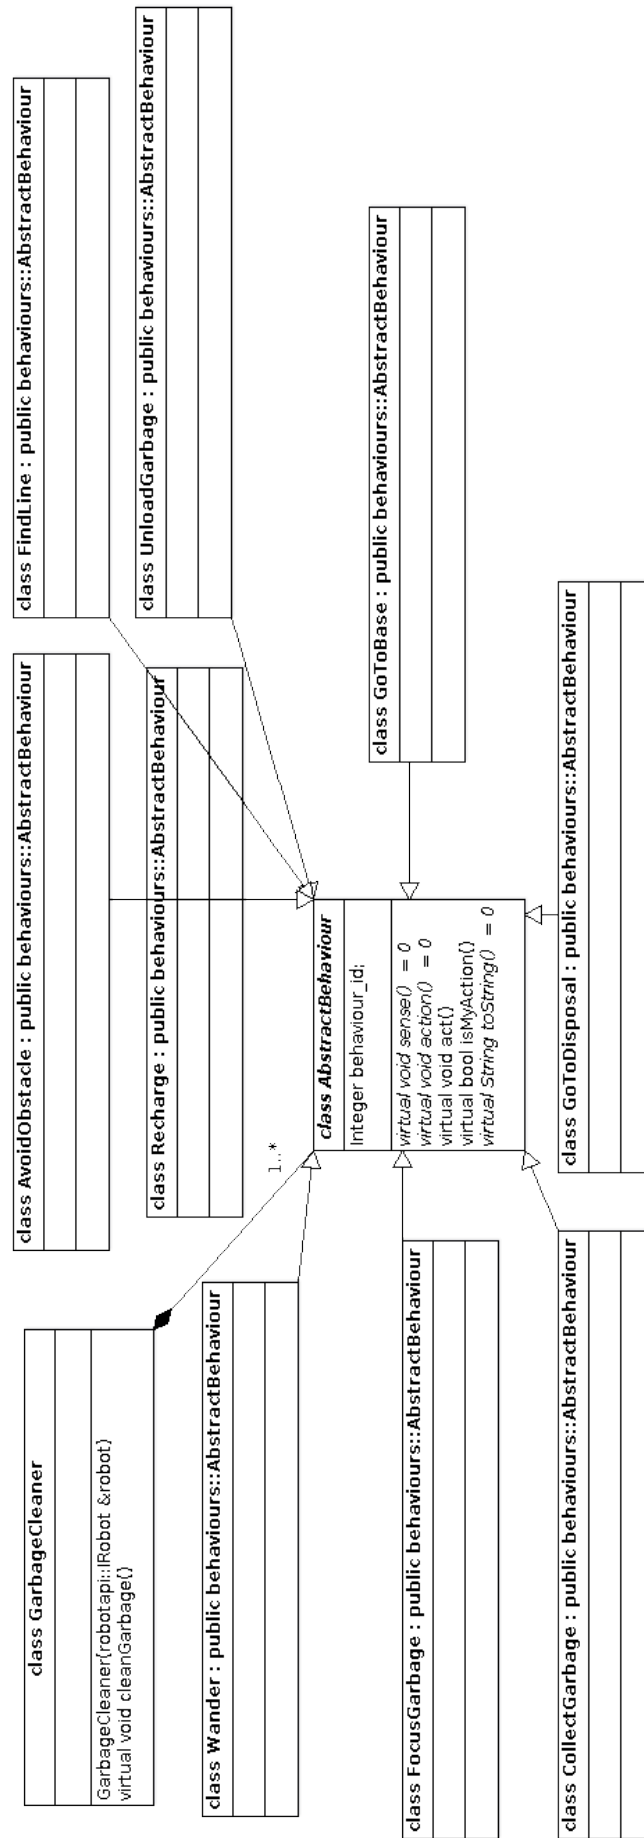 class GarbageCleaner
GarbageCleaner(robotapi::IRobot &robot)
virtual void cleanGarbage()
class AvoidObstacle : public behaviours::AbstractBehaviour
class FindLine : public behaviours::AbstractBehaviour
class Recharge : public behaviours::AbstractBehaviour
class UnloadGarbage : public behaviours::AbstractBehaviour
class Wander : public behaviours::AbstractBehaviour
1..*
class AbstractBehaviour
Integer behaviour_id;
virtual void sense() = 0
virtual void action() = 0
virtual void act()
virtual bool isMyAction()
virtual String toString() = 0
class GoToBase : public behaviours::AbstractBehaviour
class FocusGarbage : public behaviours::AbstractBehaviour
class CollectGarbage : public behaviours::AbstractBehaviour
class GoToDisposal : public behaviours::AbstractBehaviour